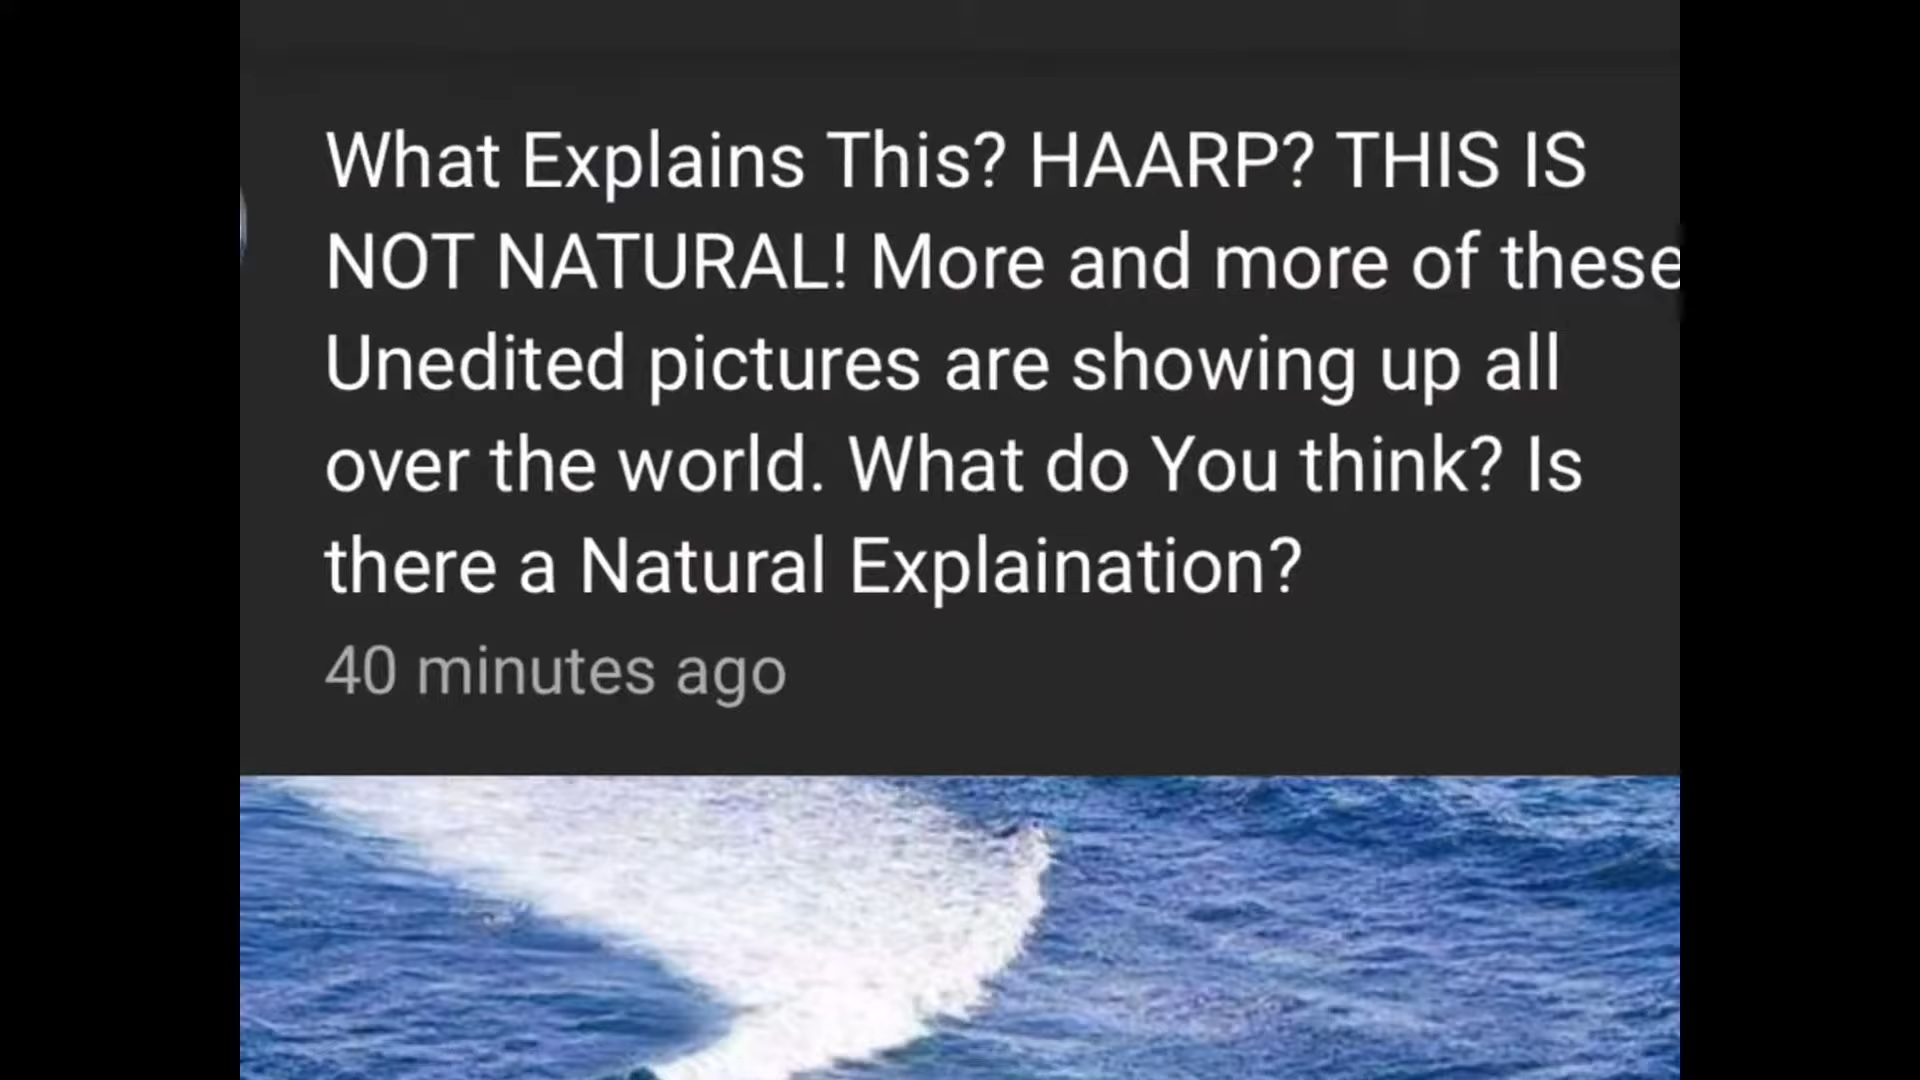 What Explains This? HAARP? THIS IS
NOT NATURAL! More and more of these
Unedited pictures are showing up all
over the world. What do You think? Is
there a Natural Explaination?
40 minutes ago